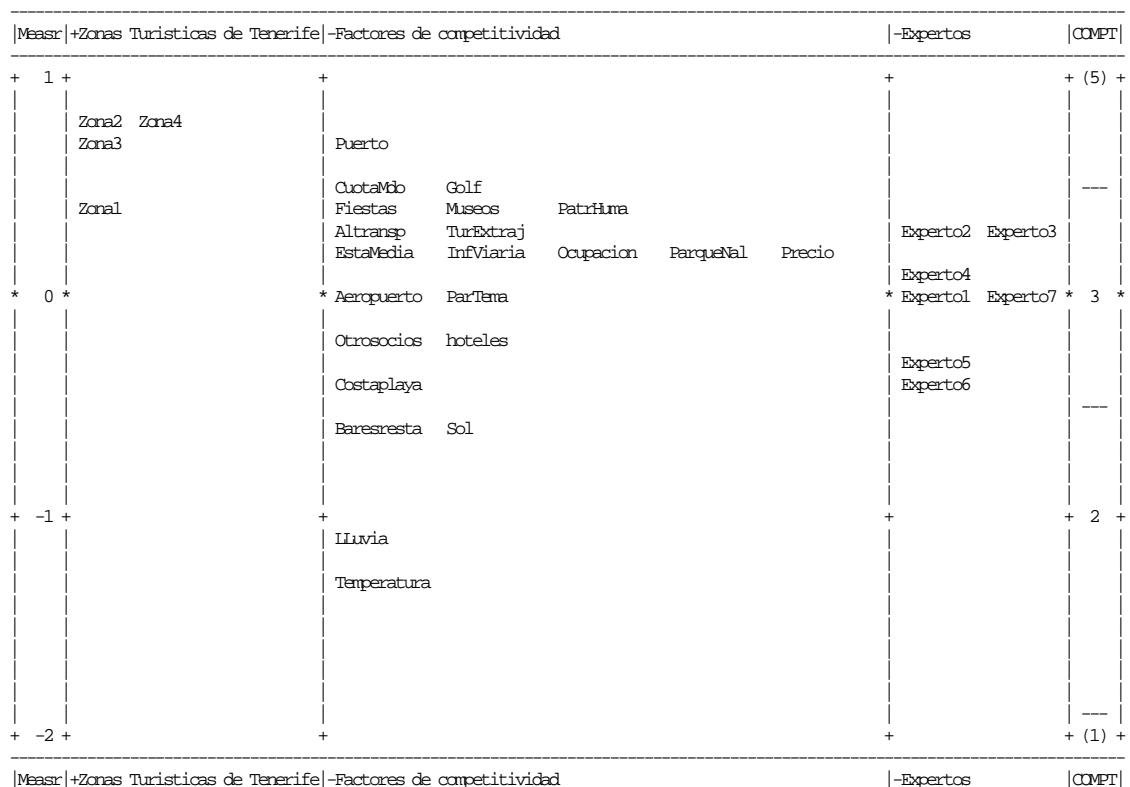 |Measr|+Zonas Turisticas de Tenerife|-Factores de competitividad |-Expertos |COMPT|
+ 1 + + + + (5) +
Zona2 Zona4
Zona3 | Puerto
CuotaMdo Golf | ---
Zona1 | Fiestas Museos PatrHuma
Altransp TurExtraj | Experto2 Experto3
EstaMedia InfViaria Ocupacion ParqueNal Precio
Experto4
* 0 * * Aeropuerto ParTema * Experto1 Experto7 * 3 *
Otrosocios hoteles
Experto5
Costaplaya | Experto6
---
Baresresta Sol
+ -1 + + + + 2 +
LLuvia
Temperatura
---
+ -2 + + + + (1) +
|Measr|+Zonas Turisticas de Tenerife|-Factores de competitividad |-Expertos |COMPT|